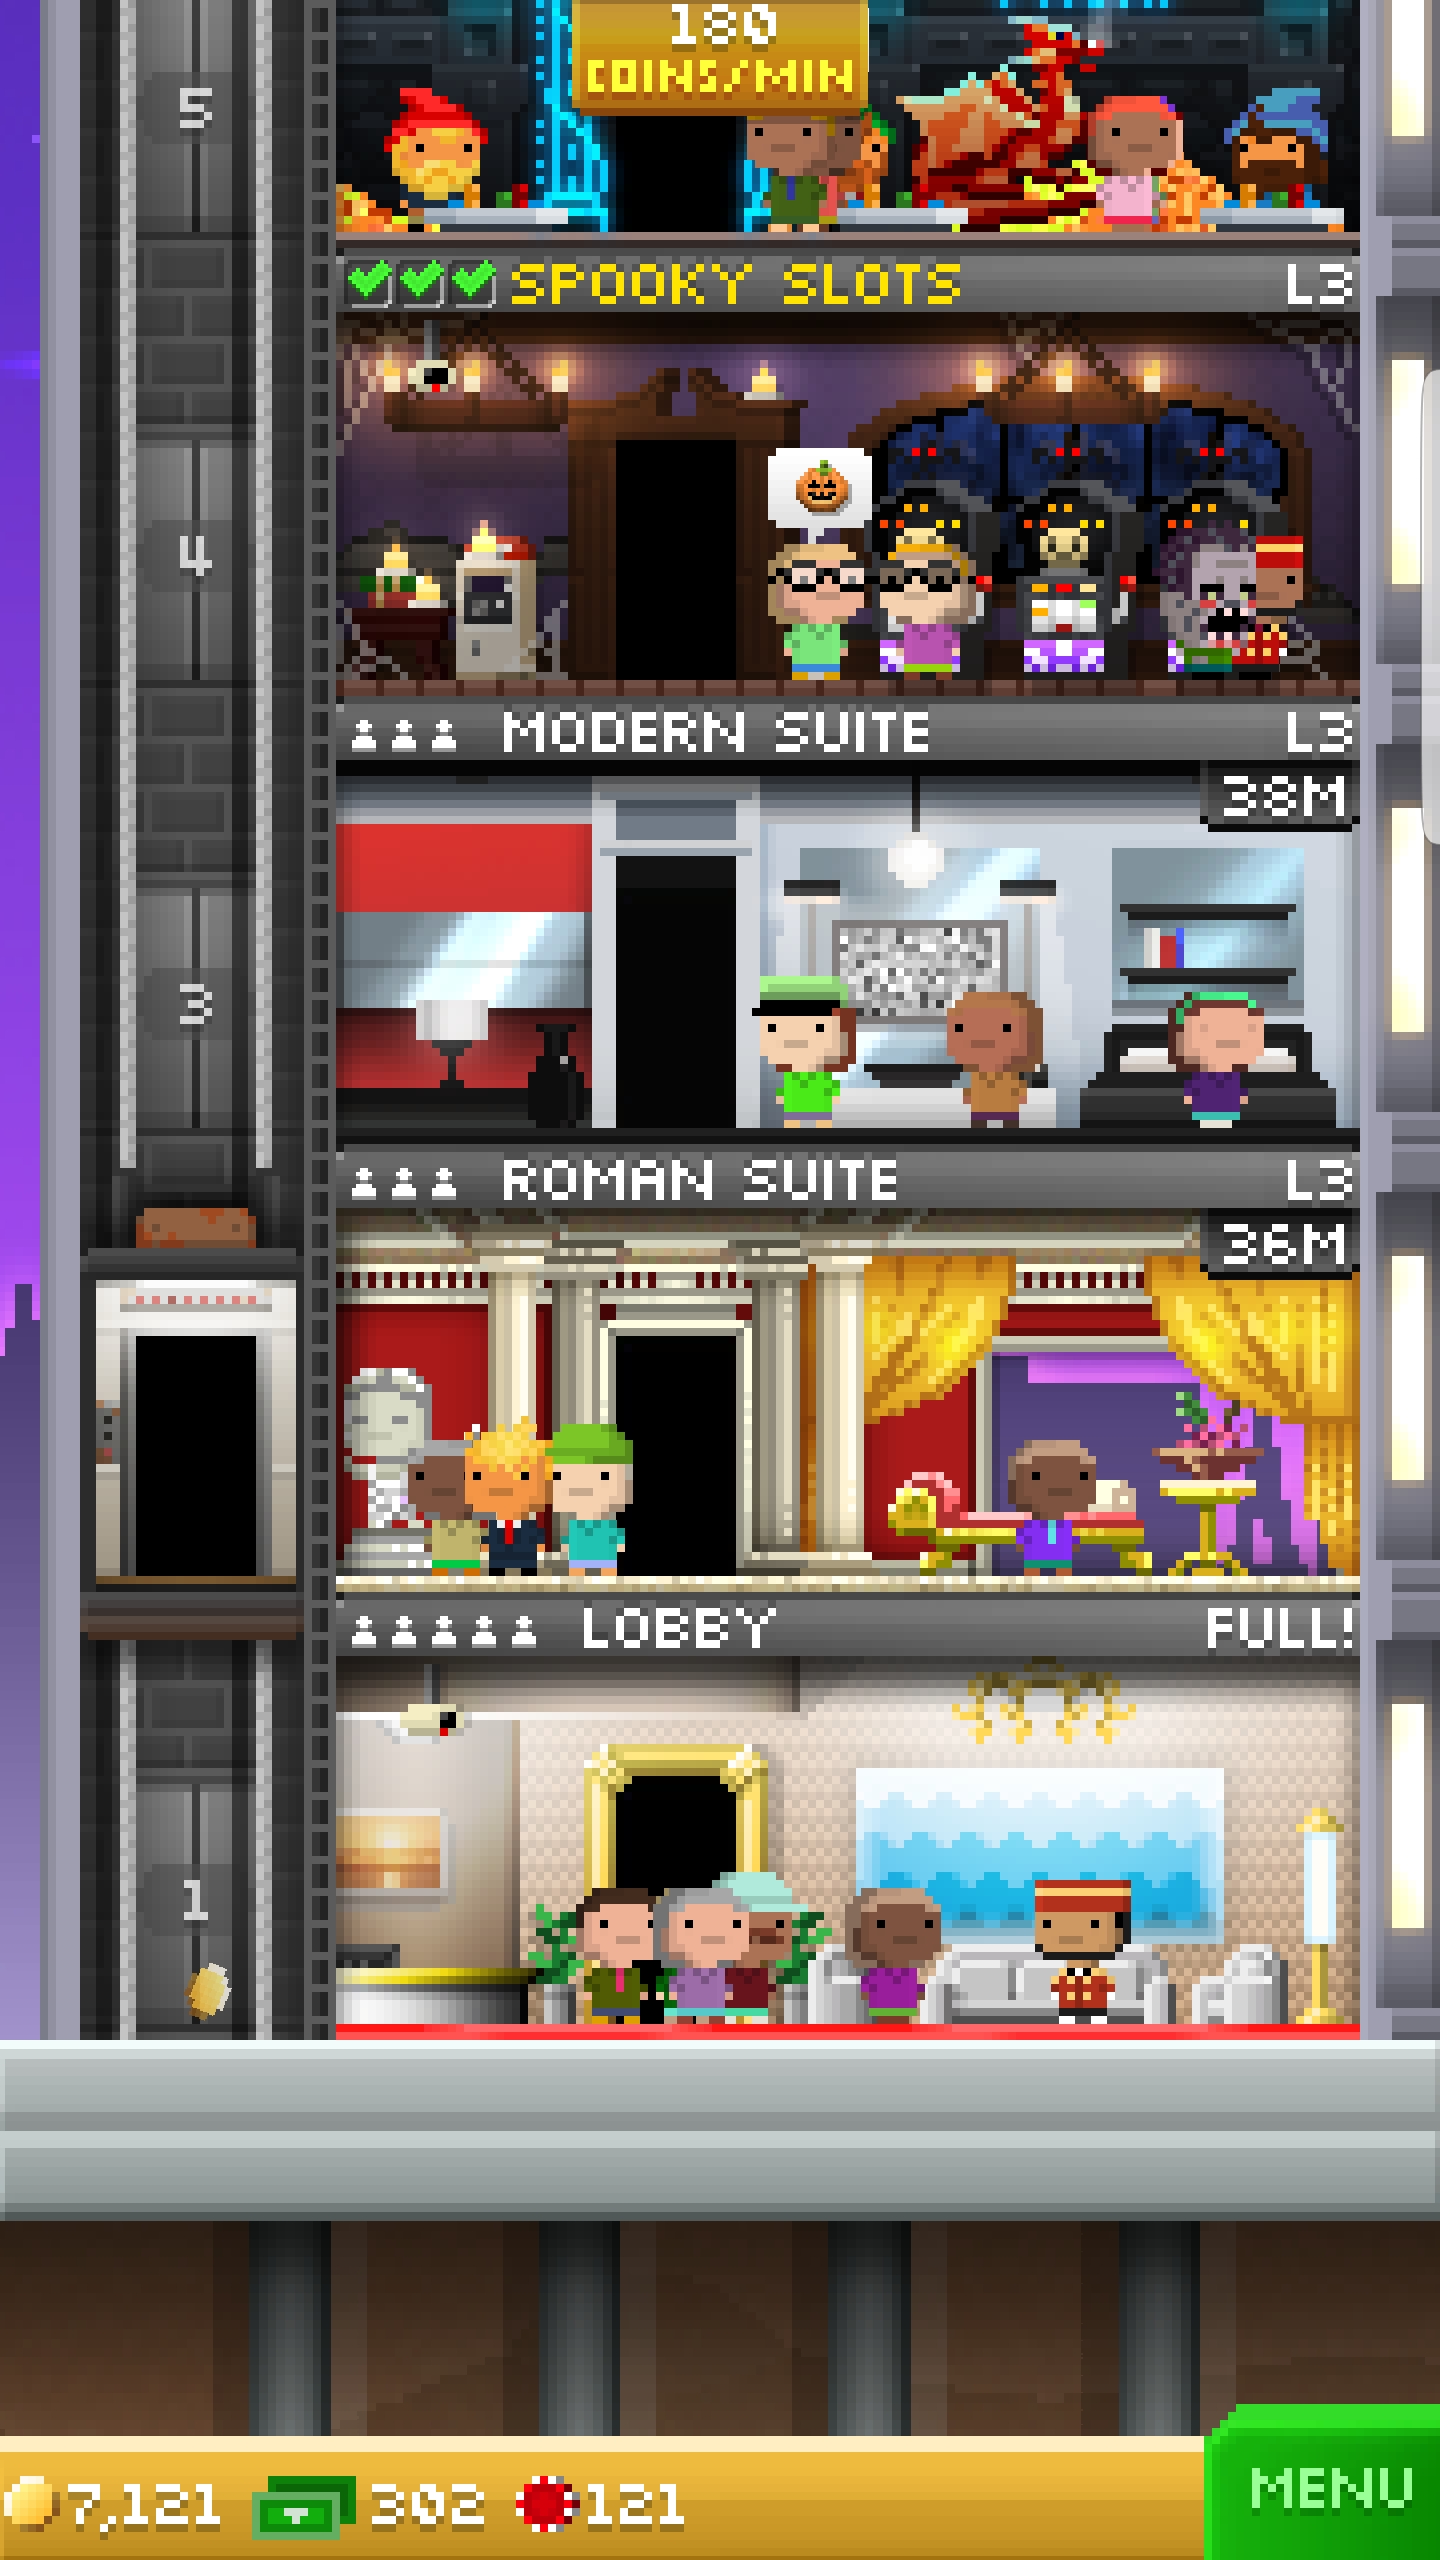 180
COINS/MIN
5
SPOOKY SLOTS L3
4
MODERN SUITE L3
38M
3
ROMAN SUITE L3
36M
LOBBY FULL!
1
7,121 302 121
MENU